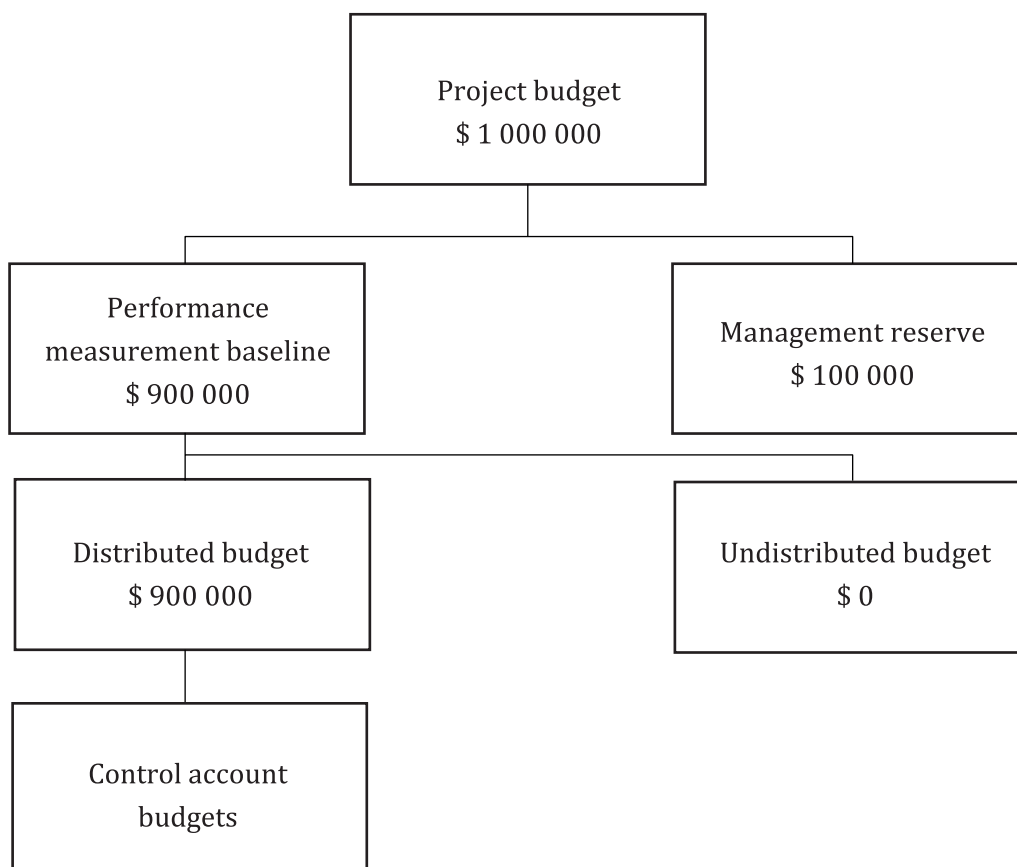 Project budget
$ 1 000 000
Performance
measurement baseline
$ 900 000
Management reserve
$ 100 000
Distributed budget
$ 900 000
Undistributed budget
$ 0
Control account
budgets